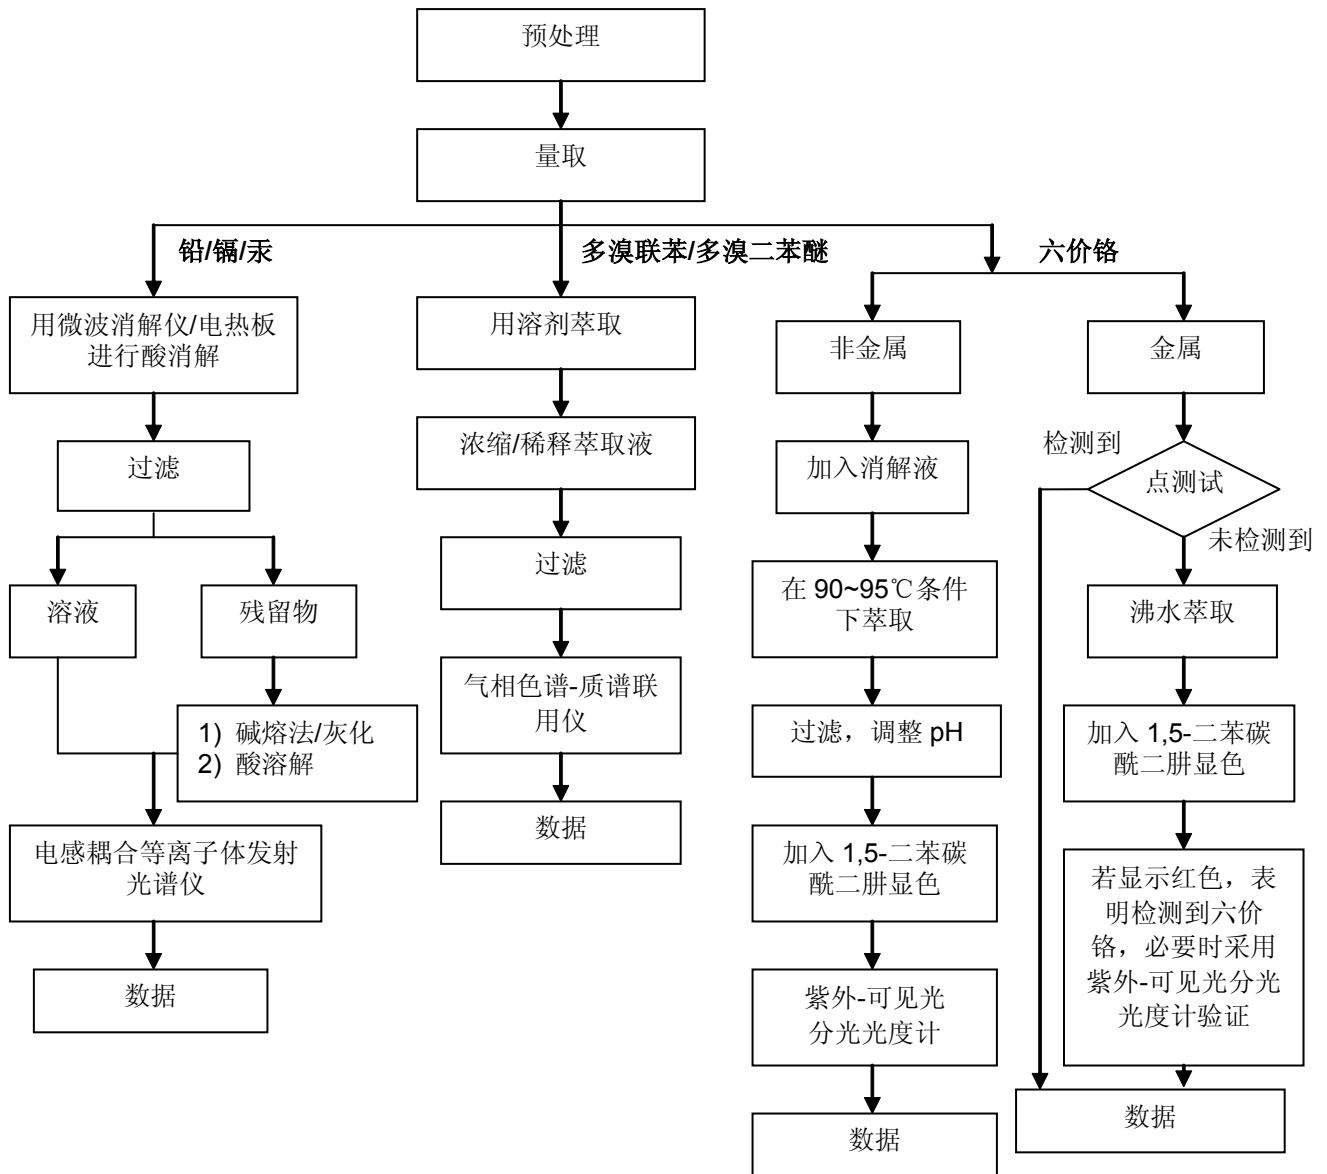 预处理
量取
铅/镉/汞
多溴联苯/多溴二苯醚
六价铬
用微波消解仪/电热板
进行酸消解
过滤
溶液
残留物
1) 碱熔法/灰化
2) 酸溶解
电感耦合等离子体发射
光谱仪
数据
用溶剂萃取
浓缩/稀释萃取液
过滤
气相色谱-质谱联
用仪
数据
非金属
加入消解液
在 90~95℃条件
下萃取
过滤，调整 pH
加入 1,5-二苯碳
酰二肼显色
紫外-可见光
分光光度计
数据
金属
检测到
点测试
未检测到
沸水萃取
加入 1,5-二苯碳
酰二肼显色
若显示红色，表
明检测到六价
铬，必要时采用
紫外-可见光分光
光度计验证
数据